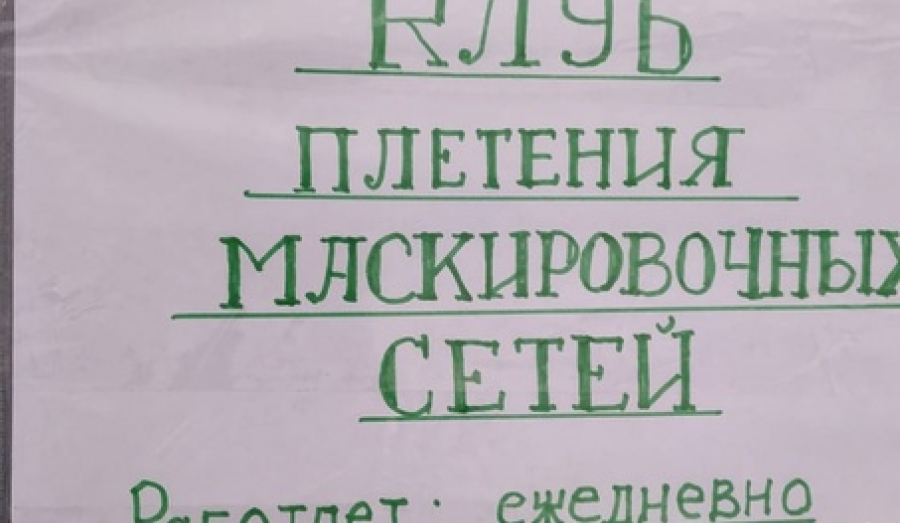 КЛУБ
ПЛЕТЕНИЯ
МАСКИРОВОЧНЫХ
СЕТЕЙ
Работает: ежедневно